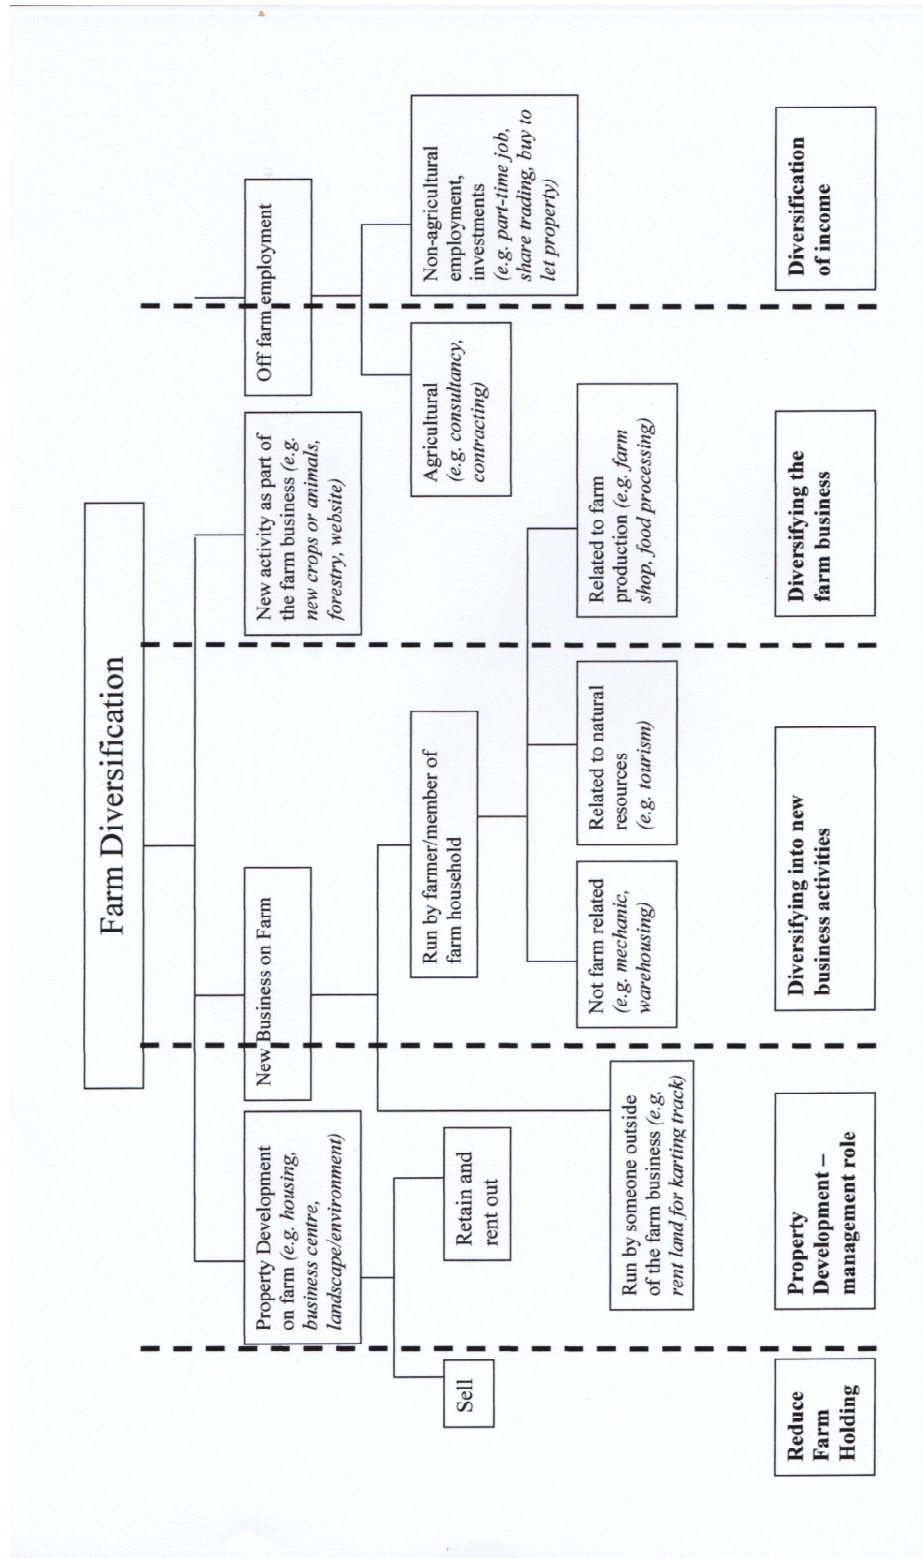 Farm Diversification
Property Development
on farm (e.g. housing,
business centre,
landscape/environment)
New Business on Farm
New activity as part of
the farm business (e.g.
new crops or animals,
forestry, website)
Off farm employment
Sell
Retain and
rent out
Run by farmer/member of
farm household
Agricultural
(e.g. consultancy,
contracting)
Non-agricultural
employment,
investments
(e.g. part-time job,
share trading, buy to
let property)
Run by someone outside
of the farm business (e.g.
rent land for karting track)
Not farm related
(e.g. mechanic,
warehousing)
Related to natural
resources
(e.g. tourism)
Related to farm
production (e.g. farm
shop, food processing)
Reduce
Farm
Holding
Property
Development –
management role
Diversifying into new
business activities
Diversifying the
farm business
Diversification
of income